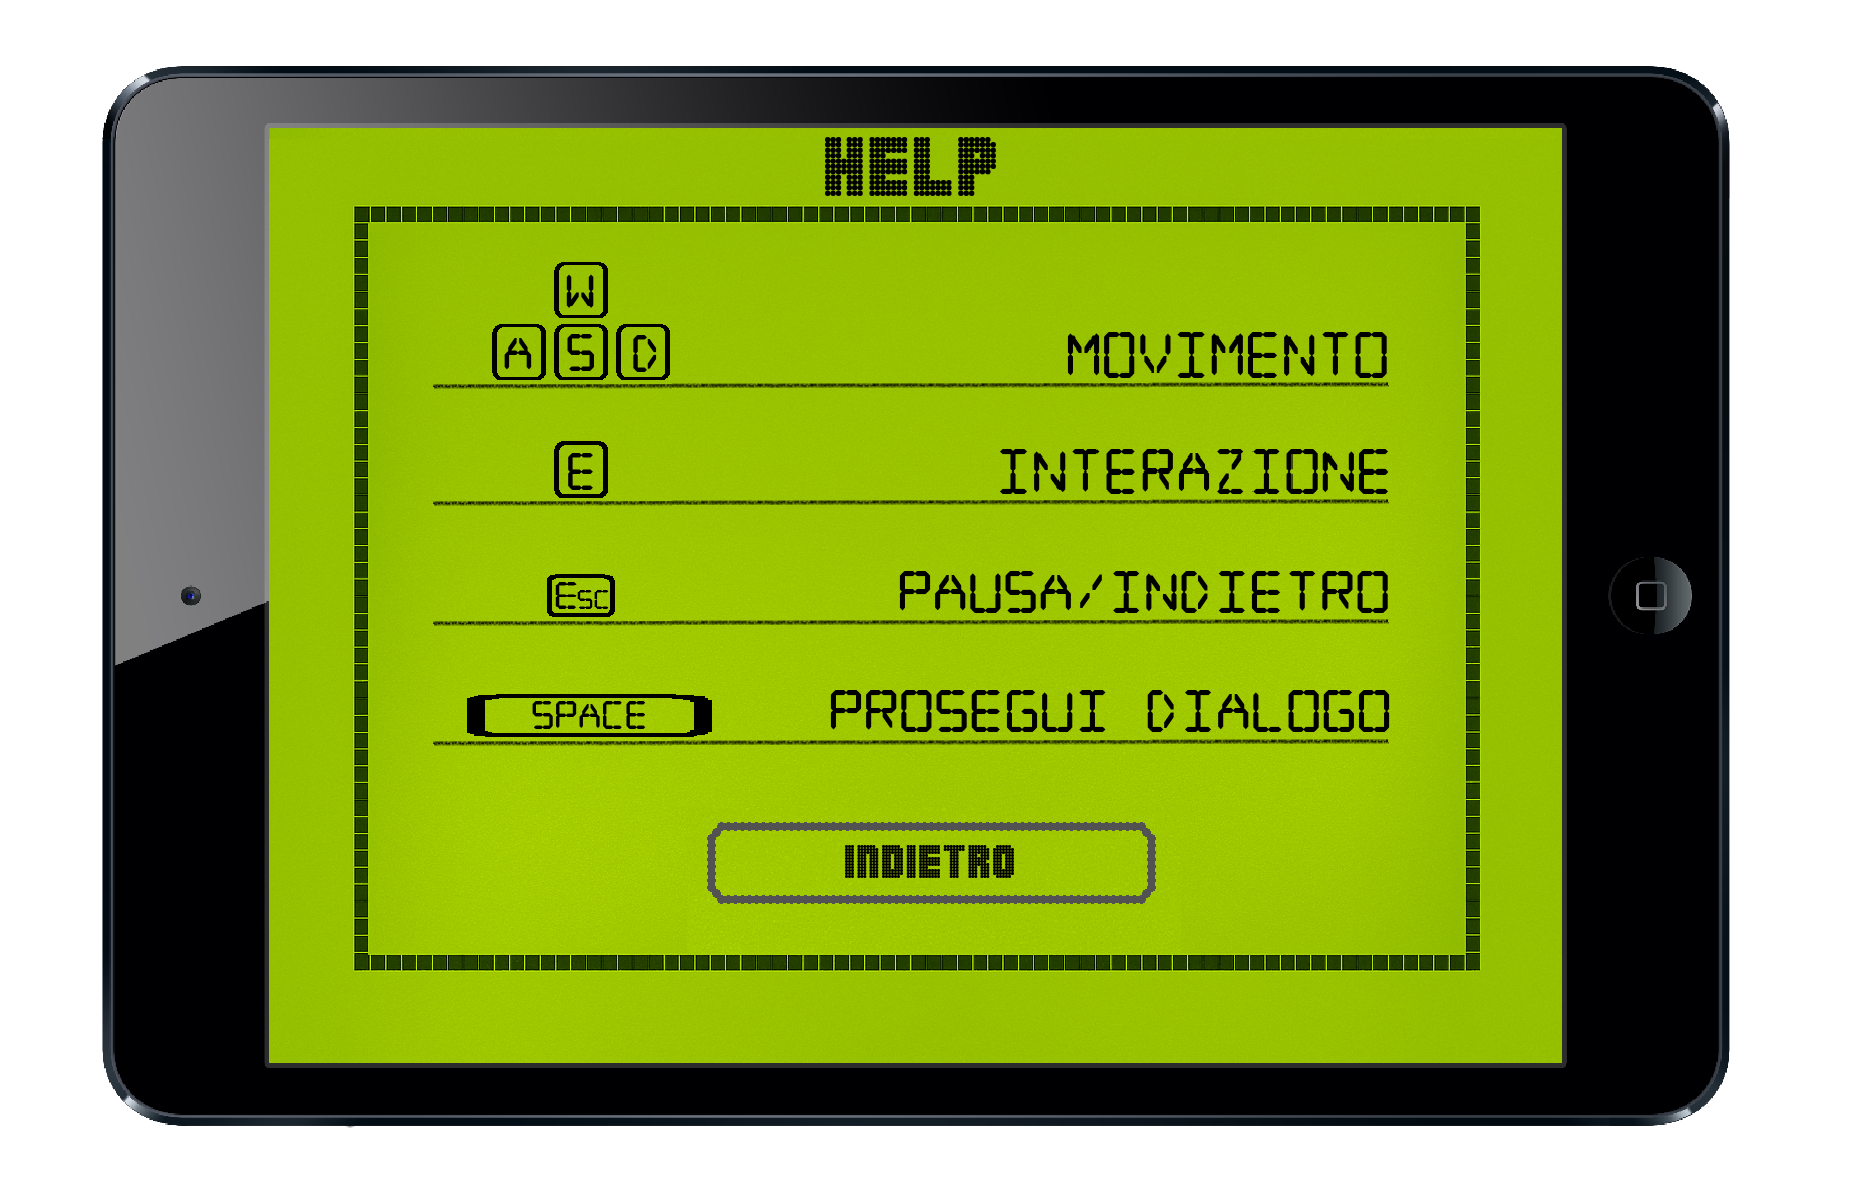 HELP
W
A S D MOVIMENTO
E INTERAZIONE
Esc PAUSA/INDIETRO
SPACE PROSEGUI DIALOGO
INDIETRO